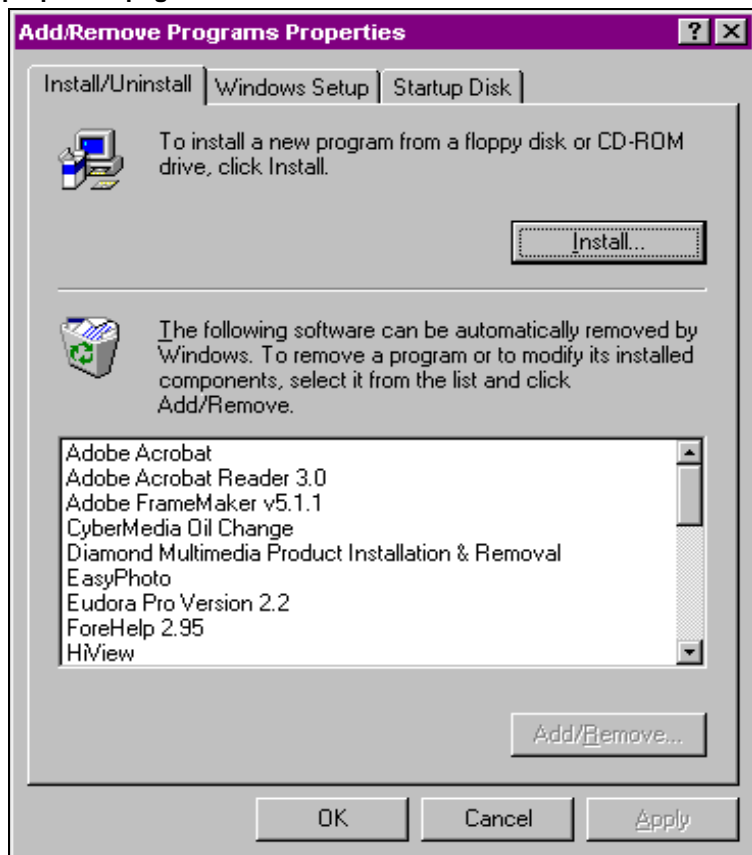 Add/Remove Programs Properties
Install/Uninstall Windows Setup Startup Disk
To install a new program from a floppy disk or CD-ROM
drive, click Install.
Install...
The following software can be automatically removed by
Windows. To remove a program or to modify its installed
components, select it from the list and click
Add/Remove.
Adobe Acrobat
Adobe Acrobat Reader 3.0
Adobe FrameMaker v5.1.1
CyberMedia Oil Change
Diamond Multimedia Product Installation & Removal
EasyPhoto
Eudora Pro Version 2.2
ForeHelp 2.95
HiView
Add/Remove...
OK Cancel Apply